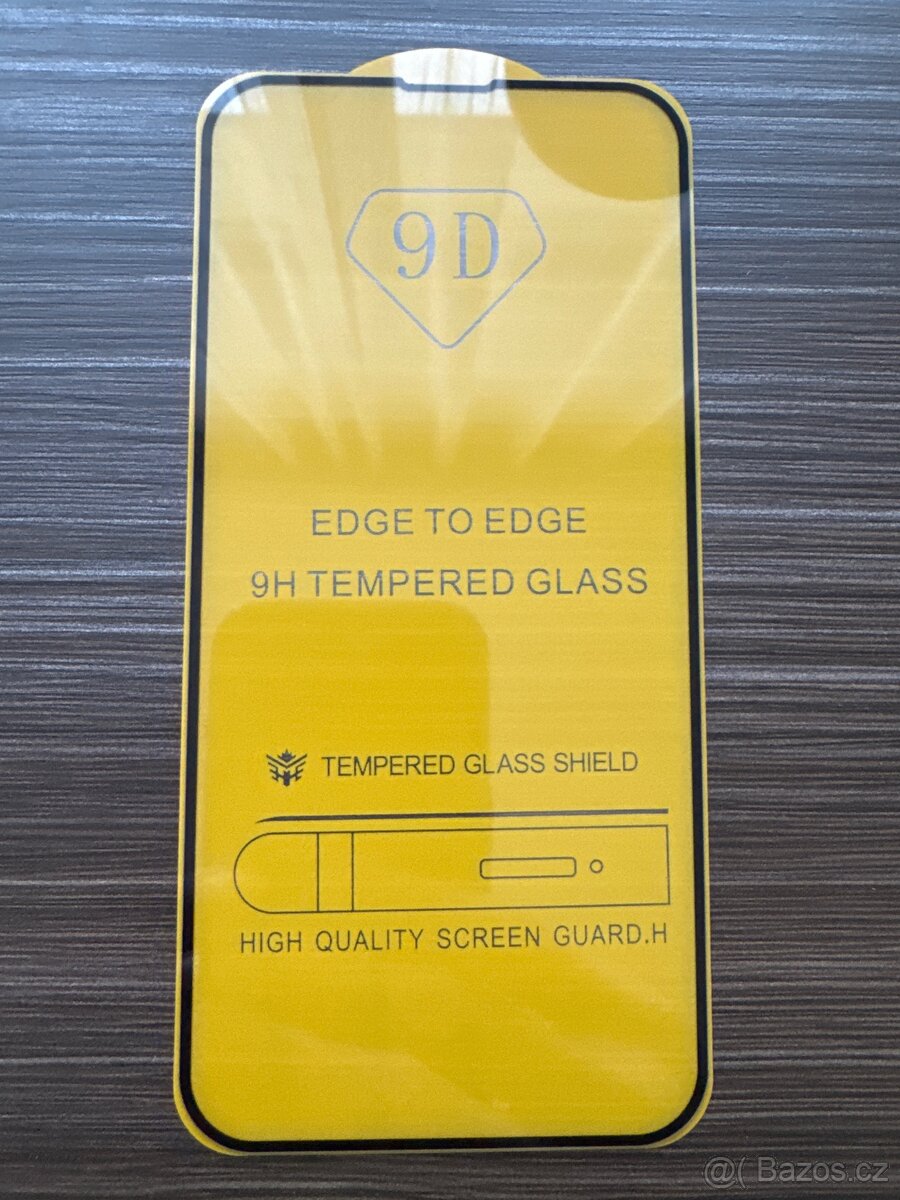 9D
EDGE TO EDGE
9H TEMPERED GLASS
TEMPERED GLASS SHIELD
HIGH QUALITY SCREEN GUARD.H
@( Bazos.cz